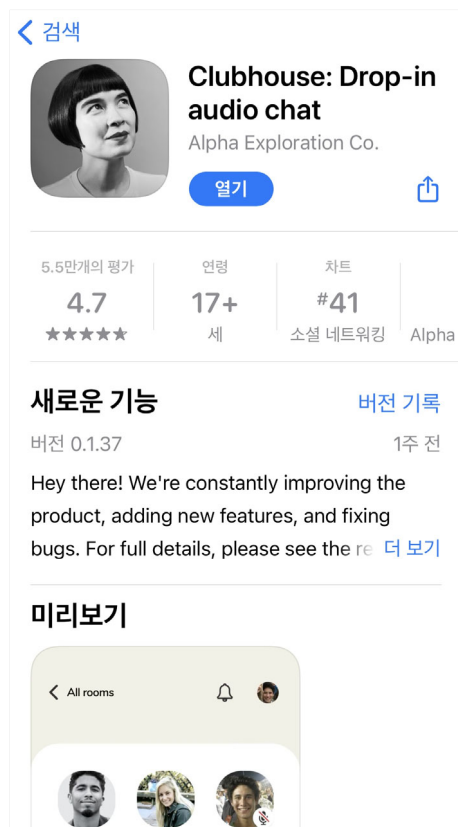 검색
Clubhouse: Drop-in
audio chat
Alpha Exploration Co.
열기
5.5만개의 평가 연령 차트
4.7 17+ #41
★★★★★ 세 소셜 네트워킹 Alpha
새로운 기능 버전 기록
버전 0.1.37 1주 전
Hey there! We're constantly improving the
product, adding new features, and fixing
bugs. For full details, please see the re 더 보기
미리보기
All rooms